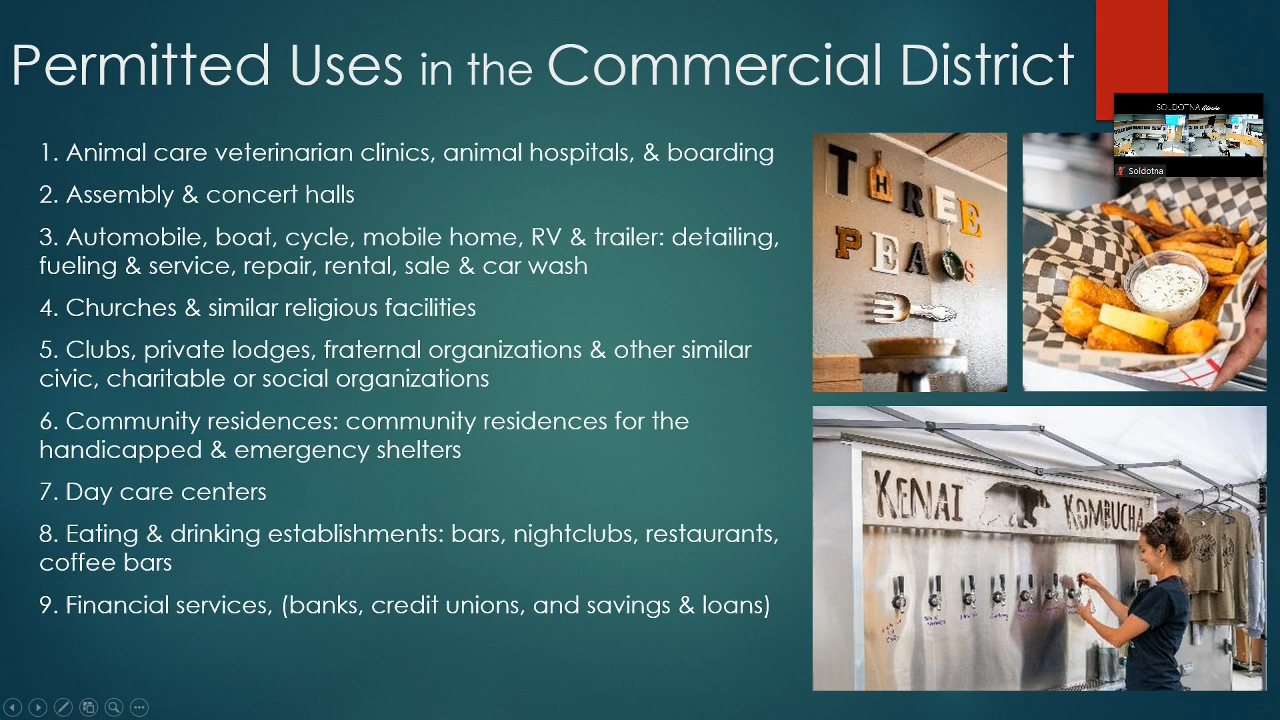 Permitted Uses in the Commercial District
SOLDOTNA Alaska
Soldotna
1. Animal care veterinarian clinics, animal hospitals, & boarding
2. Assembly & concert halls
3. Automobile, boat, cycle, mobile home, RV & trailer: detailing,
fueling & service, repair, rental, sale & car wash
4. Churches & similar religious facilities
5. Clubs, private lodges, fraternal organizations & other similar
civic, charitable or social organizations
6. Community residences: community residences for the
handicapped & emergency shelters
7. Day care centers
8. Eating & drinking establishments: bars, nightclubs, restaurants,
coffee bars
9. Financial services, (banks, credit unions, and savings & loans)
THREE
PEAS
KENAI KOMBUCHA